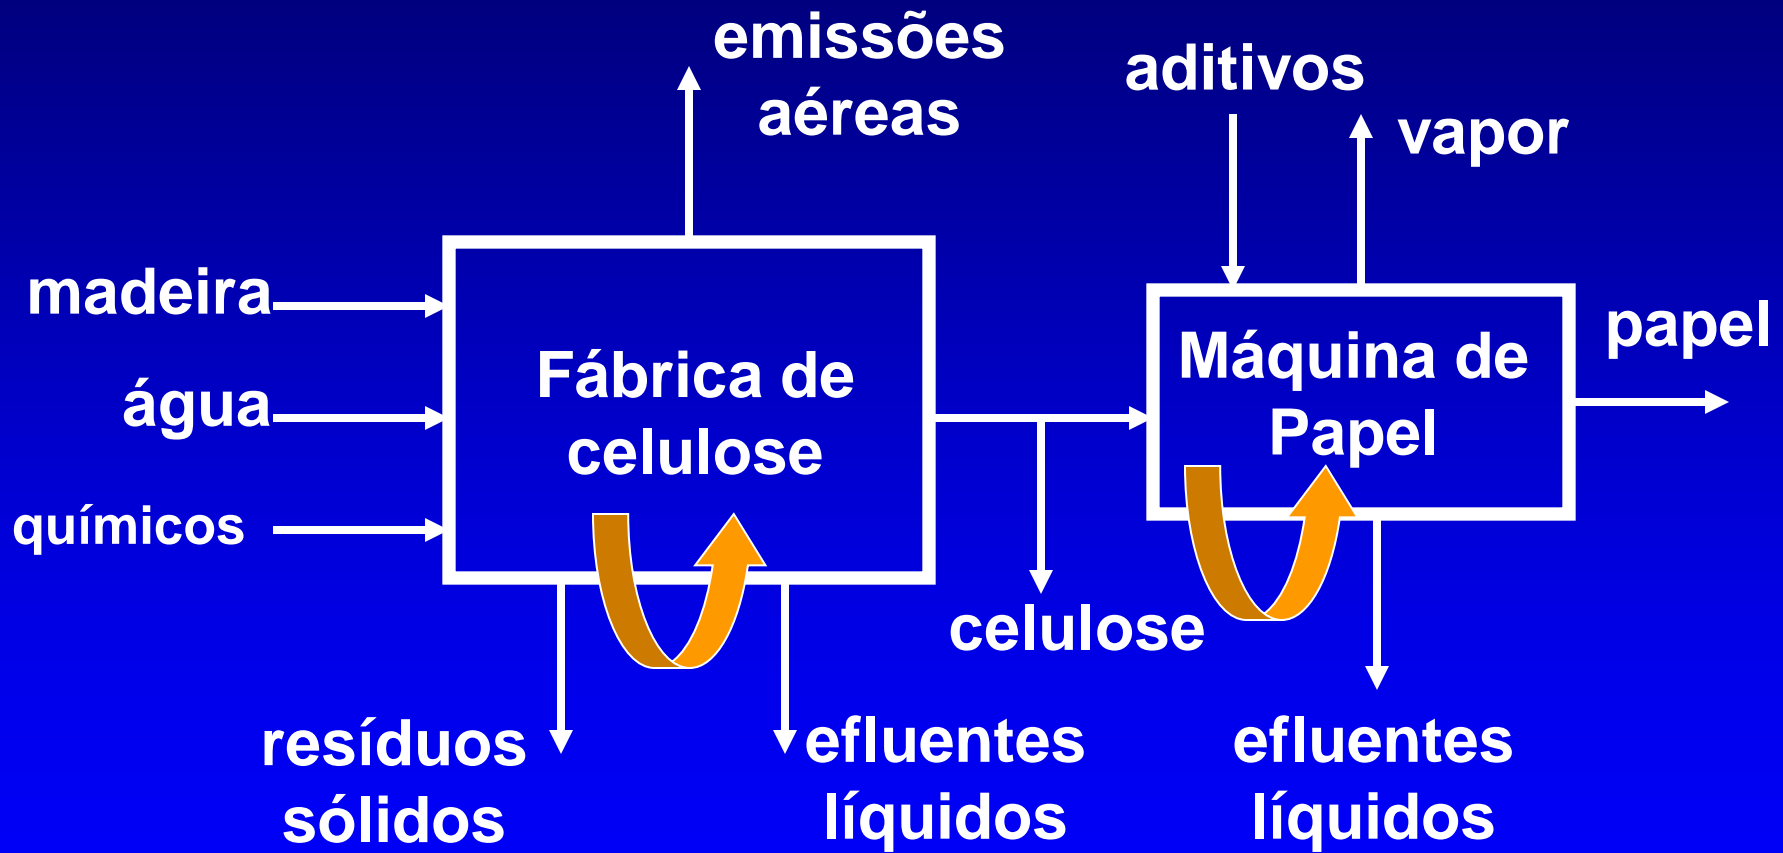 emissões
aéreas
aditivos
vapor
madeira
água
químicos
Fábrica de
celulose
Máquina de
Papel
papel
celulose
resíduos
sólidos
efluentes
líquidos
efluentes
líquidos